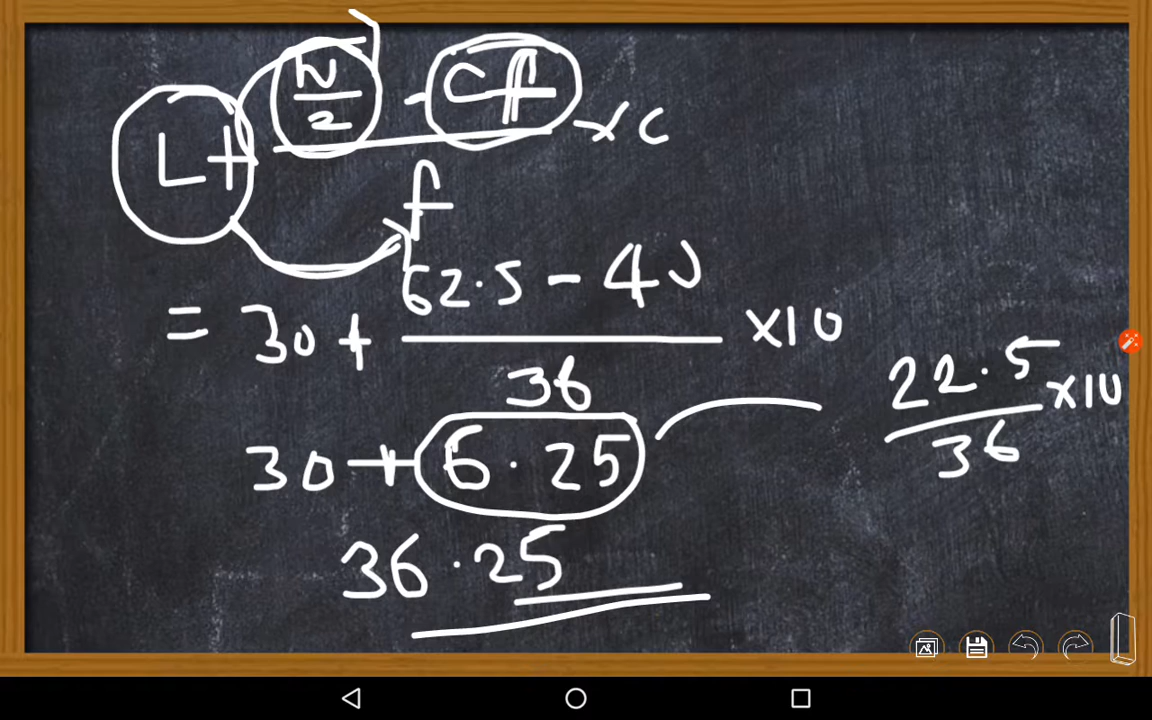 L+ N/2 - cf
f
× c
= 30 + 62.5 - 40
36
×10
22.5
36
×10
30 + 6.25
36.25